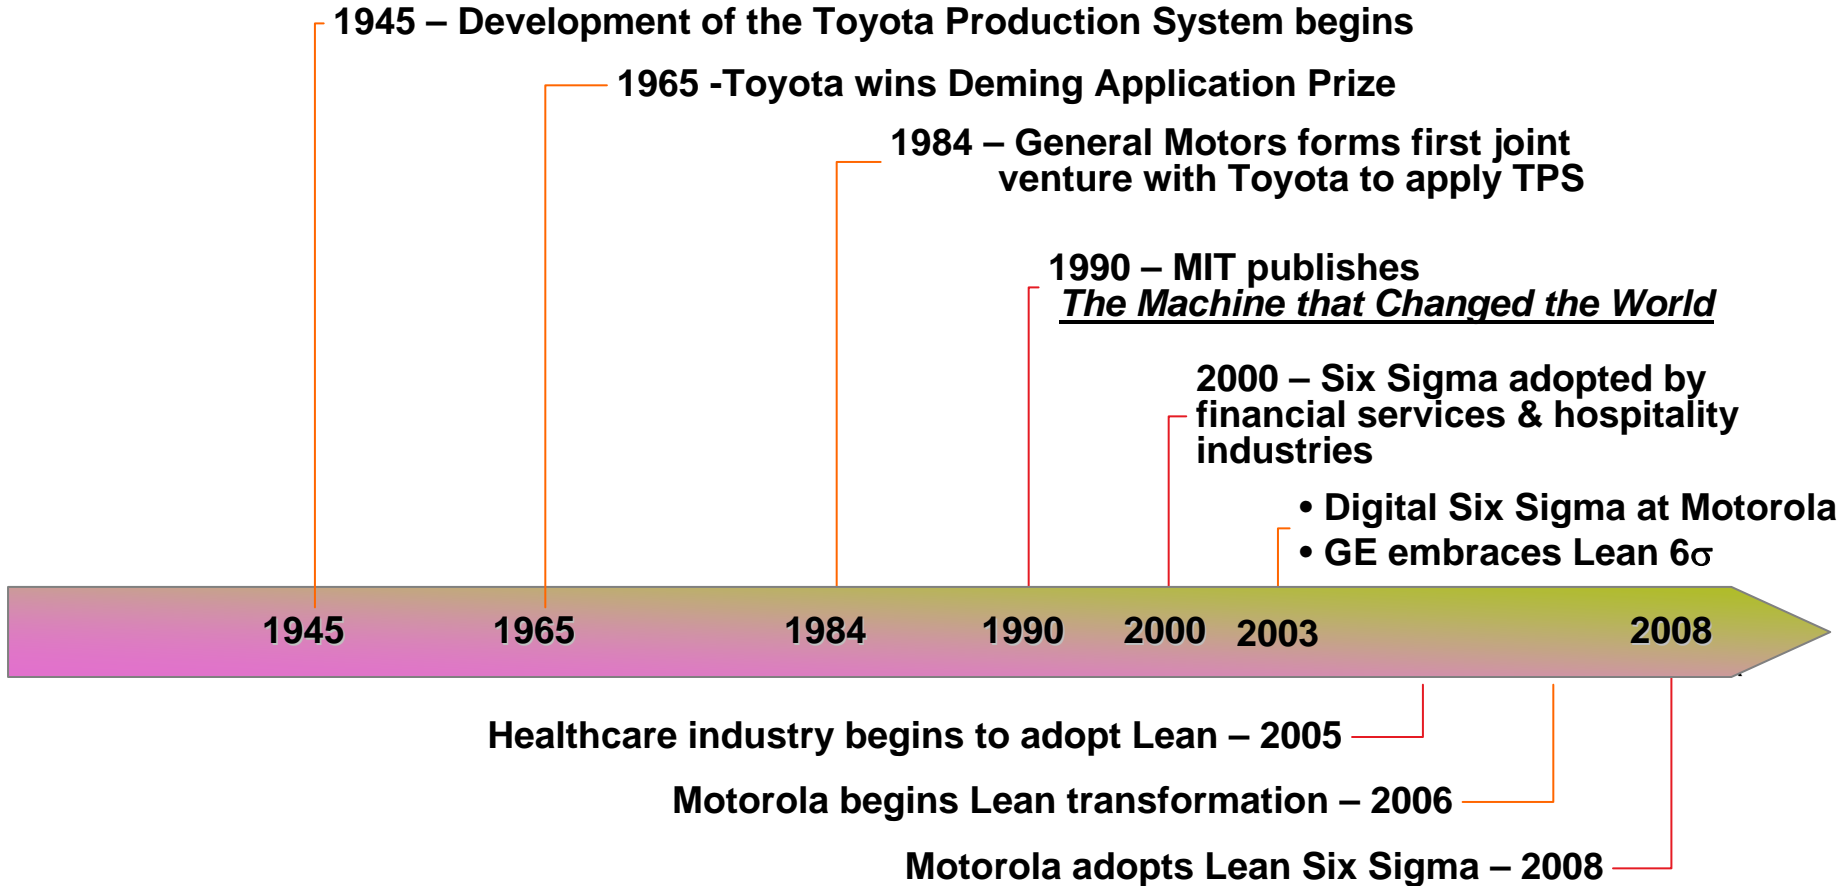 1945 – Development of the Toyota Production System begins
1965 -Toyota wins Deming Application Prize
1984 – General Motors forms first joint
venture with Toyota to apply TPS
1990 – MIT publishes
The Machine that Changed the World
2000 – Six Sigma adopted by
financial services & hospitality
industries
• Digital Six Sigma at Motorola
• GE embraces Lean 6σ
1945 1965 1984 1990 2000 2003 2008
Healthcare industry begins to adopt Lean – 2005
Motorola begins Lean transformation – 2006
Motorola adopts Lean Six Sigma – 2008